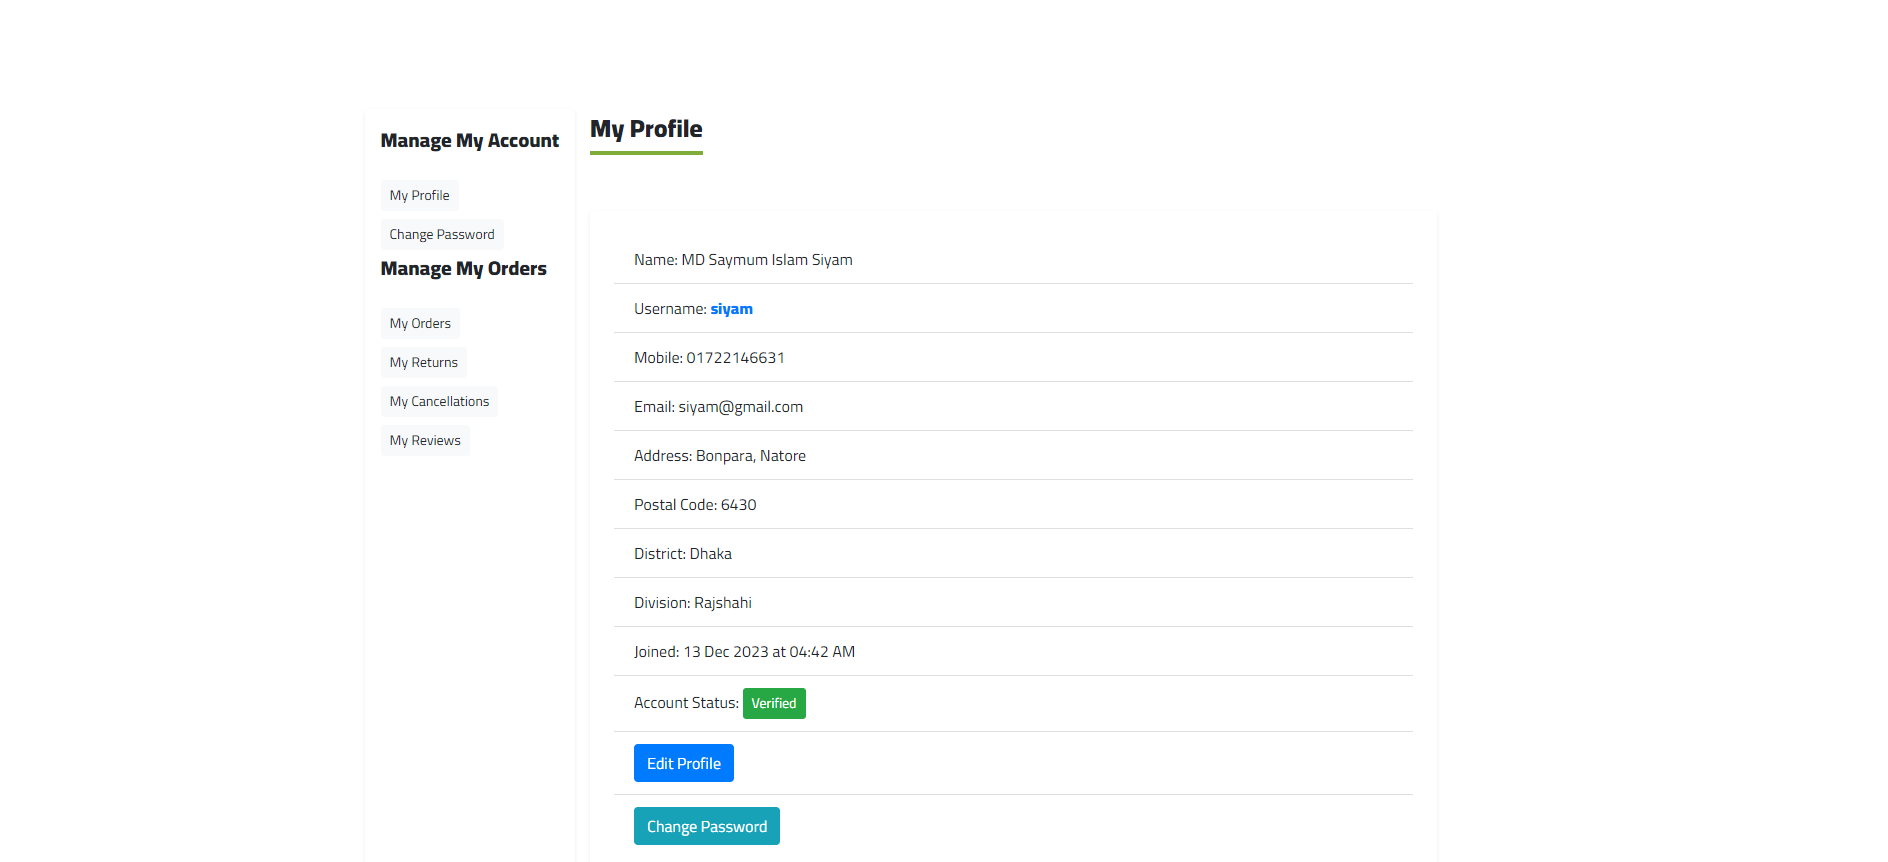 Manage My Account
My Profile
Change Password
Manage My Orders
My Orders
My Returns
My Cancellations
My Reviews
My Profile
Name: MD Saymum Islam Siyam
Username: siyam
Mobile: 01722146631
Email: siyam@gmail.com
Address: Bonpara, Natore
Postal Code: 6430
District: Dhaka
Division: Rajshahi
Joined: 13 Dec 2023 at 04:42 AM
Account Status: Verified
Edit Profile
Change Password